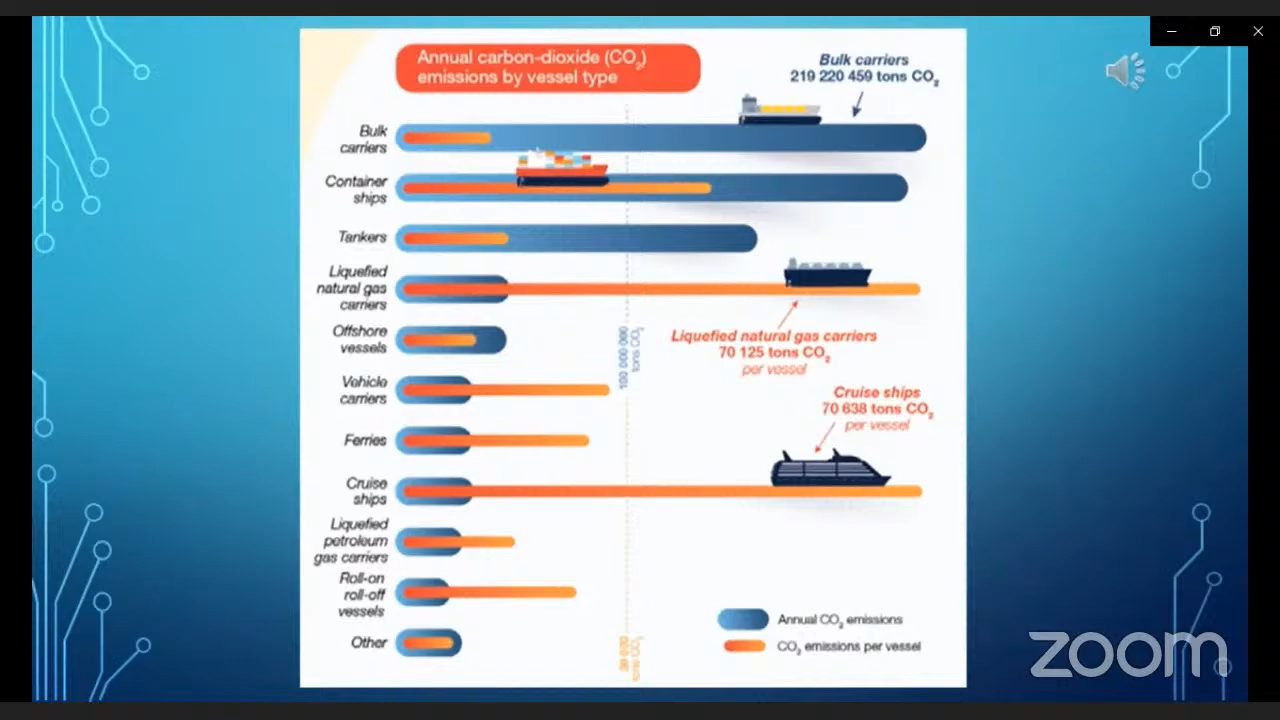 Annual carbon-dioxide (CO₂)
emissions by vessel type
Bulk carriers
219 220 459 tons CO₂
Bulk
carriers
Container
ships
Tankers
Liquefied
natural gas
carriers
Liquefied natural gas carriers
70 125 tons CO₂
per vessel
Offshore
vessels
100 000 000
tons CO₂
Vehicle
carriers
Cruise ships
70 638 tons CO₂
per vessel
Ferries
Cruise
ships
Liquefied
petroleum
gas carriers
Roll-on
roll-off
vessels
Other
tons CO₂
Annual CO₂ emissions
CO₂ emissions per vessel
zoom